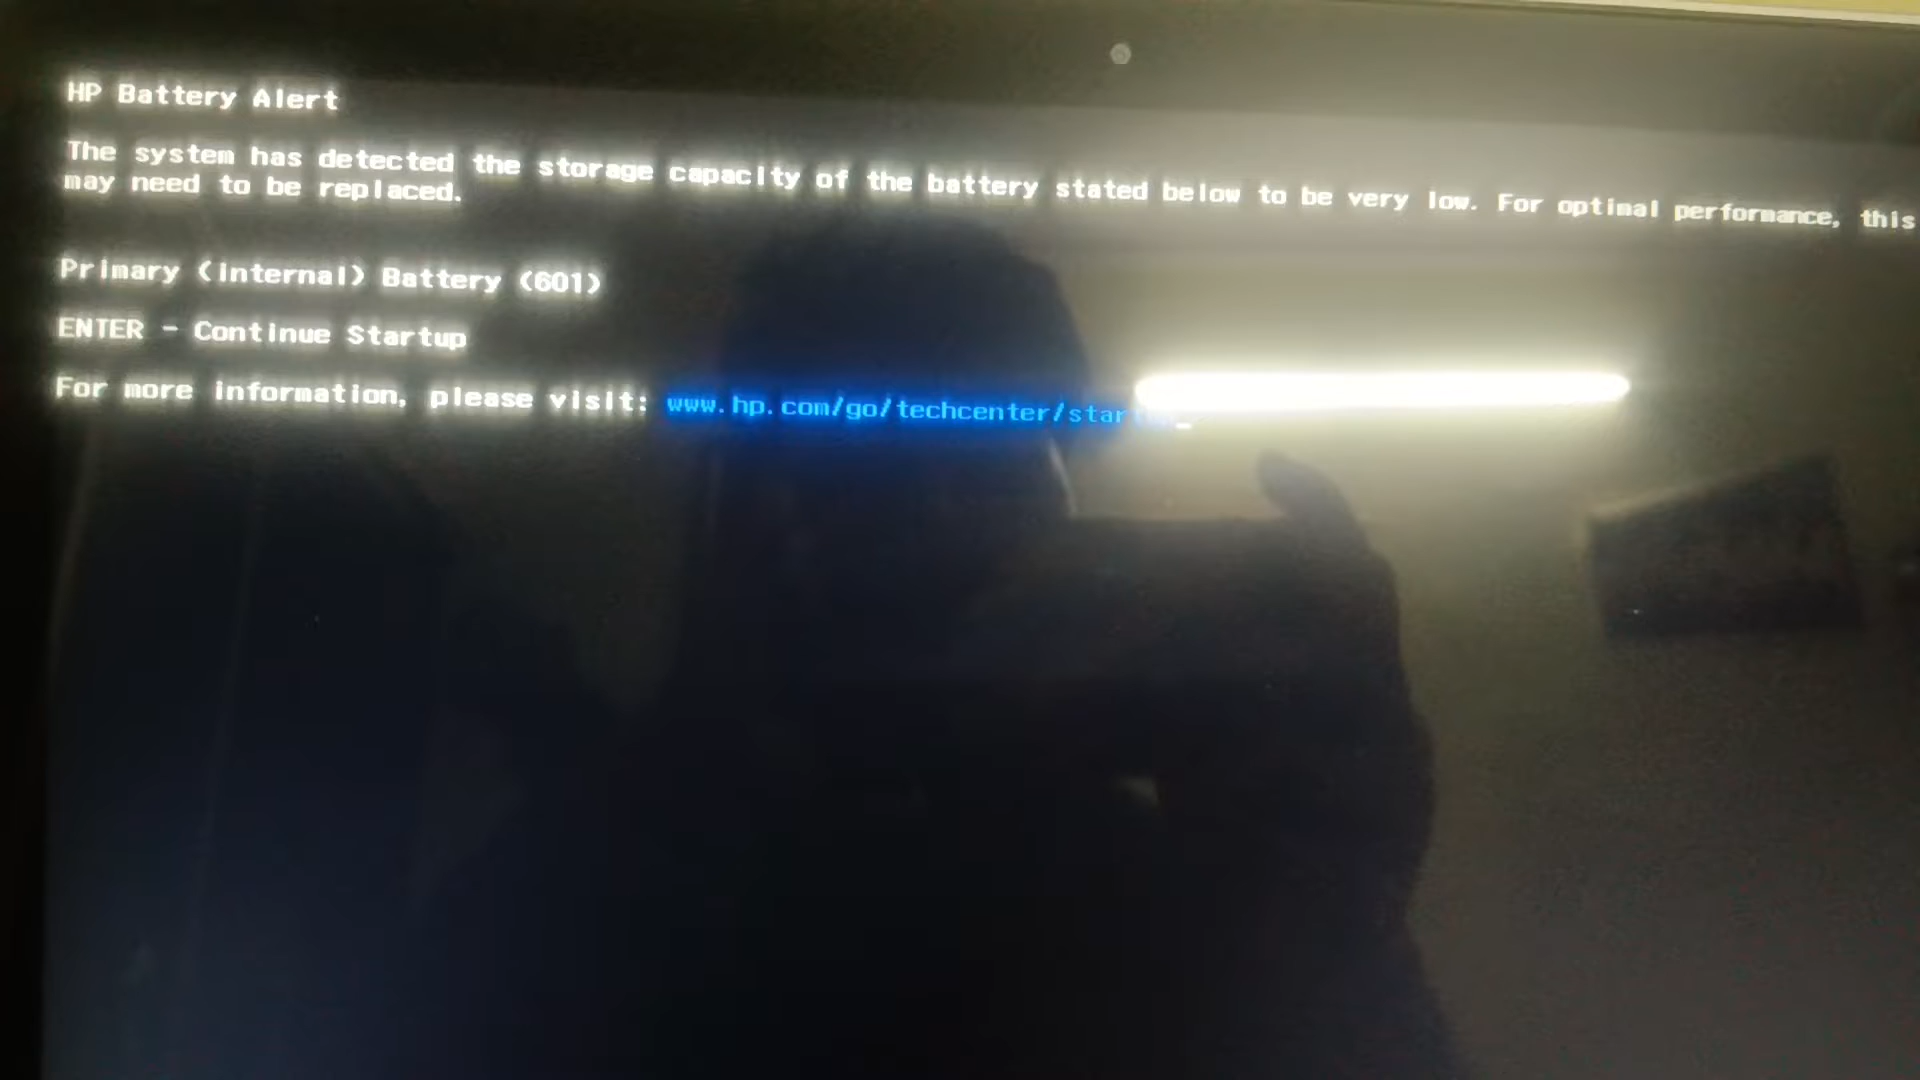 HP Battery Alert
The system has detected the storage capacity of the battery stated below to be very low. For optimal performance, this
may need to be replaced.
Primary (internal) Battery (601)
ENTER - Continue Startup
For more information, please visit: www.hp.com/go/techcenter/star